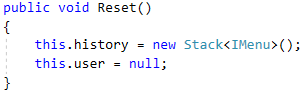 public void Reset()
{
    this.history = new Stack<IMenu>();
    this.user = null;
}